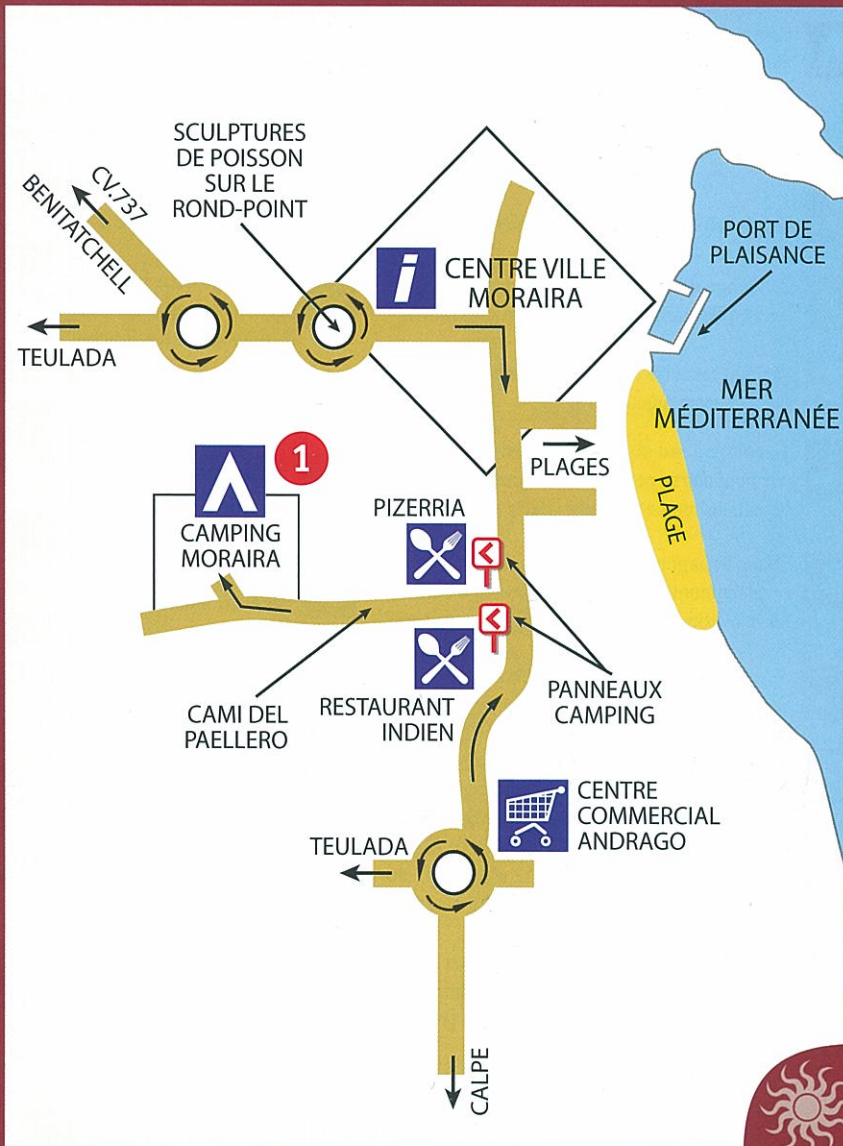 SCULPTURES
DE POISSON
SUR LE
ROND-POINT
CV.737
BENITATCHELL
TEULADA
i
CENTRE VILLE
MORAIRA
PORT DE
PLAISANCE
MER
MÉDITERRANÉE
PLAGES
PLAGE
1
CAMPING
MORAIRA
PIZERRIA
CAMI DEL
PAELLERO
RESTAURANT
INDIEN
PANNEAUX
CAMPING
CENTRE
COMMERCIAL
ANDRAGO
TEULADA
CALPE